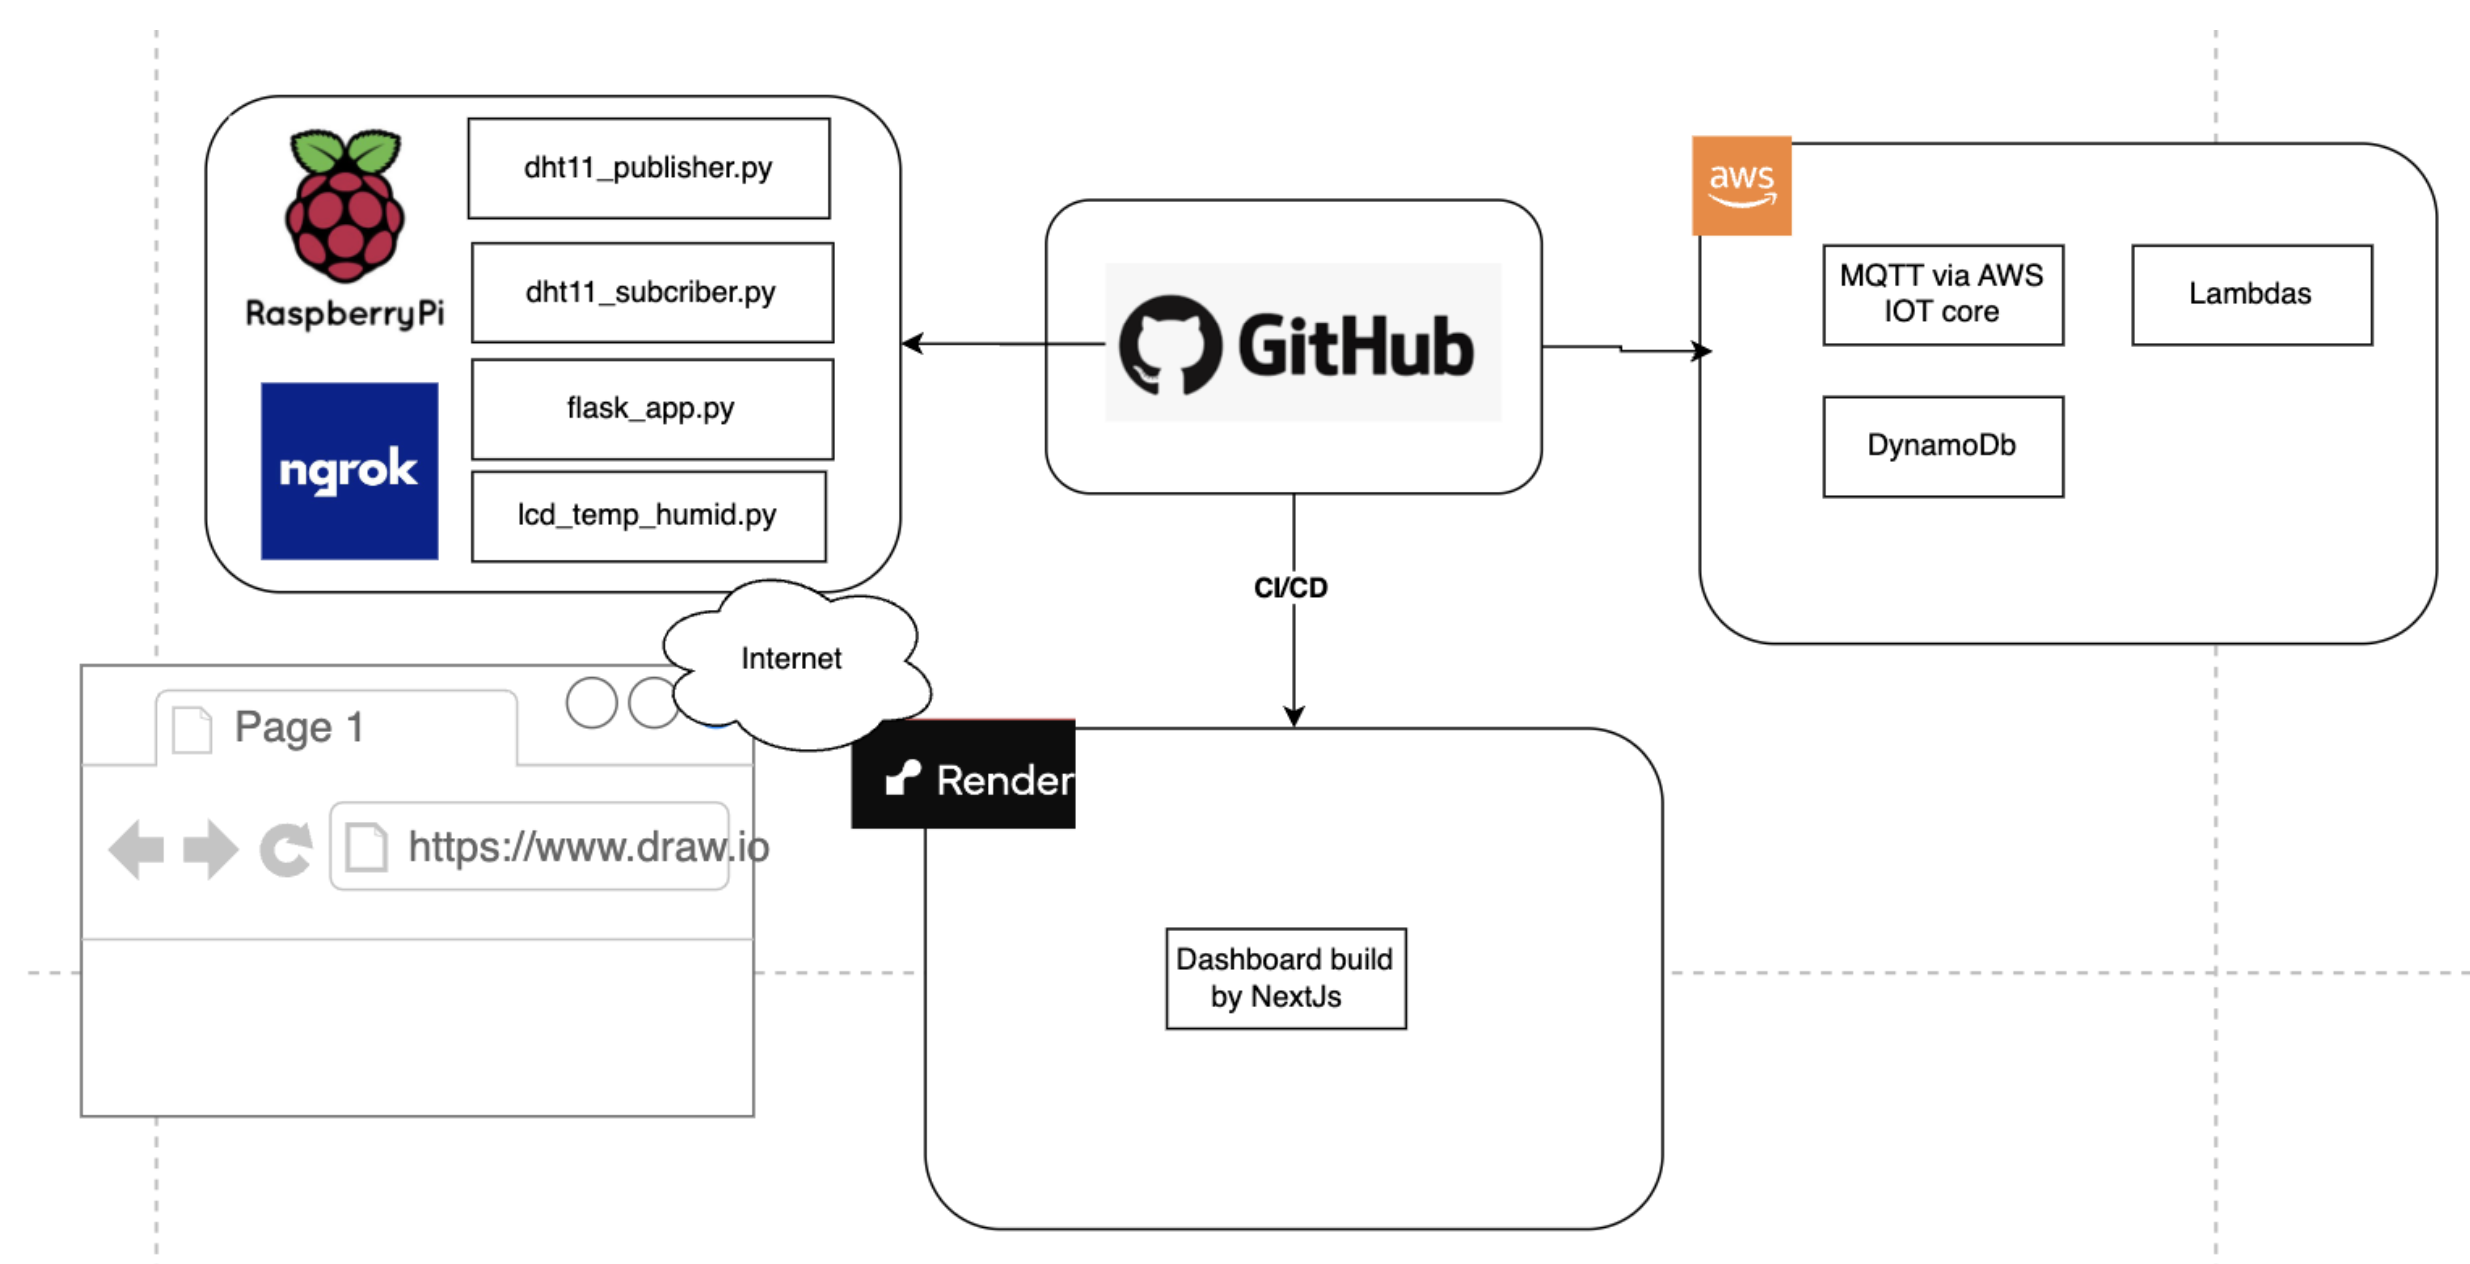 dht11_publisher.py
RaspberryPi
dht11_subcriber.py
flask_app.py
ngrok
lcd_temp_humid.py
GitHub
aws
MQTT via AWS
IOT core
Lambdas
DynamoDb
CI/CD
Internet
Page 1
https://www.draw.io
Render
Dashboard build
by NextJs